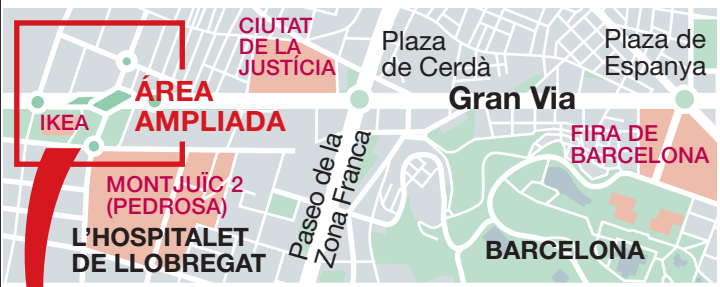 CIUTAT
DE LA
JUSTÍCIA
Plaza
de Cerdà
Plaza de
Espanya
ÁREA
AMPLIADA
IKEA
Gran Via
FIRA DE
BARCELONA
MONTJUÏC 2
(PEDROSA)
Paseo de la
Zona Franca
L'HOSPITALET
DE LLOBREGAT
BARCELONA